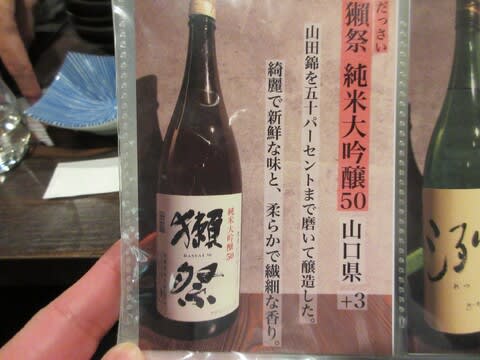 だっさい
獺祭 純米大吟醸50 山口県 +3
山田錦を五十パーセントまで磨いて醸造した。
綺麗で新鮮な味と、柔らかで繊細な香り。
純米大吟醸50
獺祭
DASSAI 50